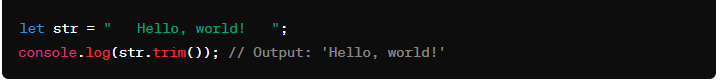 let str = "   Hello, world!   ";
console.log(str.trim()); // Output: 'Hello, world!'